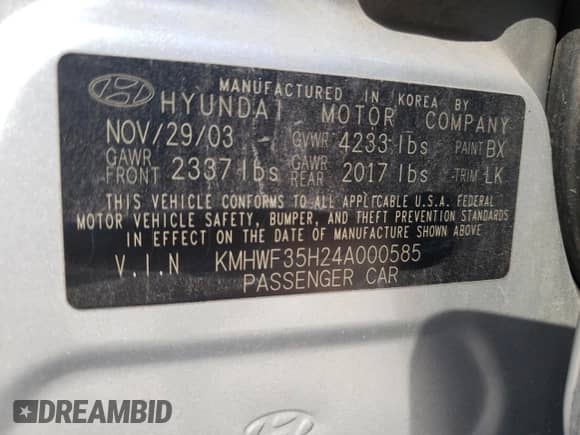 MANUFACTURED IN KOREA BY
HYUNDAI MOTOR COMPANY
NOV/29/03 GVWR 4233 lbs PAINT BX
GAWR FRONT 2337 lbs GAWR REAR 2017 lbs TRIM LK
THIS VEHICLE CONFORMS TO ALL APPLICABLE U.S.A. FEDERAL
MOTOR VEHICLE SAFETY, BUMPER, AND THEFT PREVENTION STANDARDS
IN EFFECT ON THE DATE OF MANUFACTURE SHOWN ABOVE
V.I.N KMHWF35H24A000585
PASSENGER CAR
DREAMBID